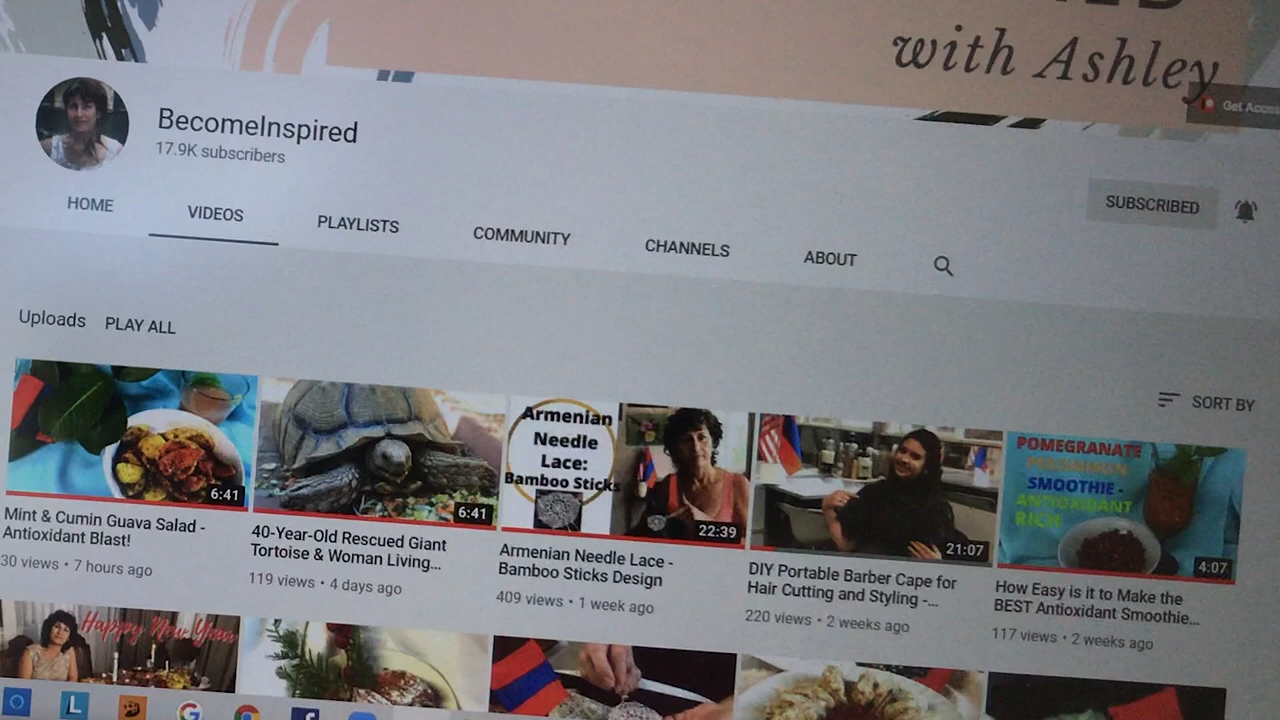 with Ashley
Get Acces
BecomeInspired
17.9K subscribers
SUBSCRIBED
HOME VIDEOS PLAYLISTS COMMUNITY CHANNELS ABOUT
Uploads PLAY ALL
SORT BY
6:41
Mint & Cumin Guava Salad -
Antioxidant Blast!
30 views • 7 hours ago
6:41
40-Year-Old Rescued Giant
Tortoise & Woman Living...
119 views • 4 days ago
Armenian
Needle
Lace:
Bamboo Sticks
22:39
Armenian Needle Lace -
Bamboo Sticks Design
409 views • 1 week ago
21:07
DIY Portable Barber Cape for
Hair Cutting and Styling -...
220 views • 2 weeks ago
POMEGRANATE
PERSIMMON
SMOOTHIE -
ANTIOXIDANT
RICH
4:07
How Easy is it to Make the
BEST Antioxidant Smoothie...
117 views • 2 weeks ago
Happy New Year
L
G
f